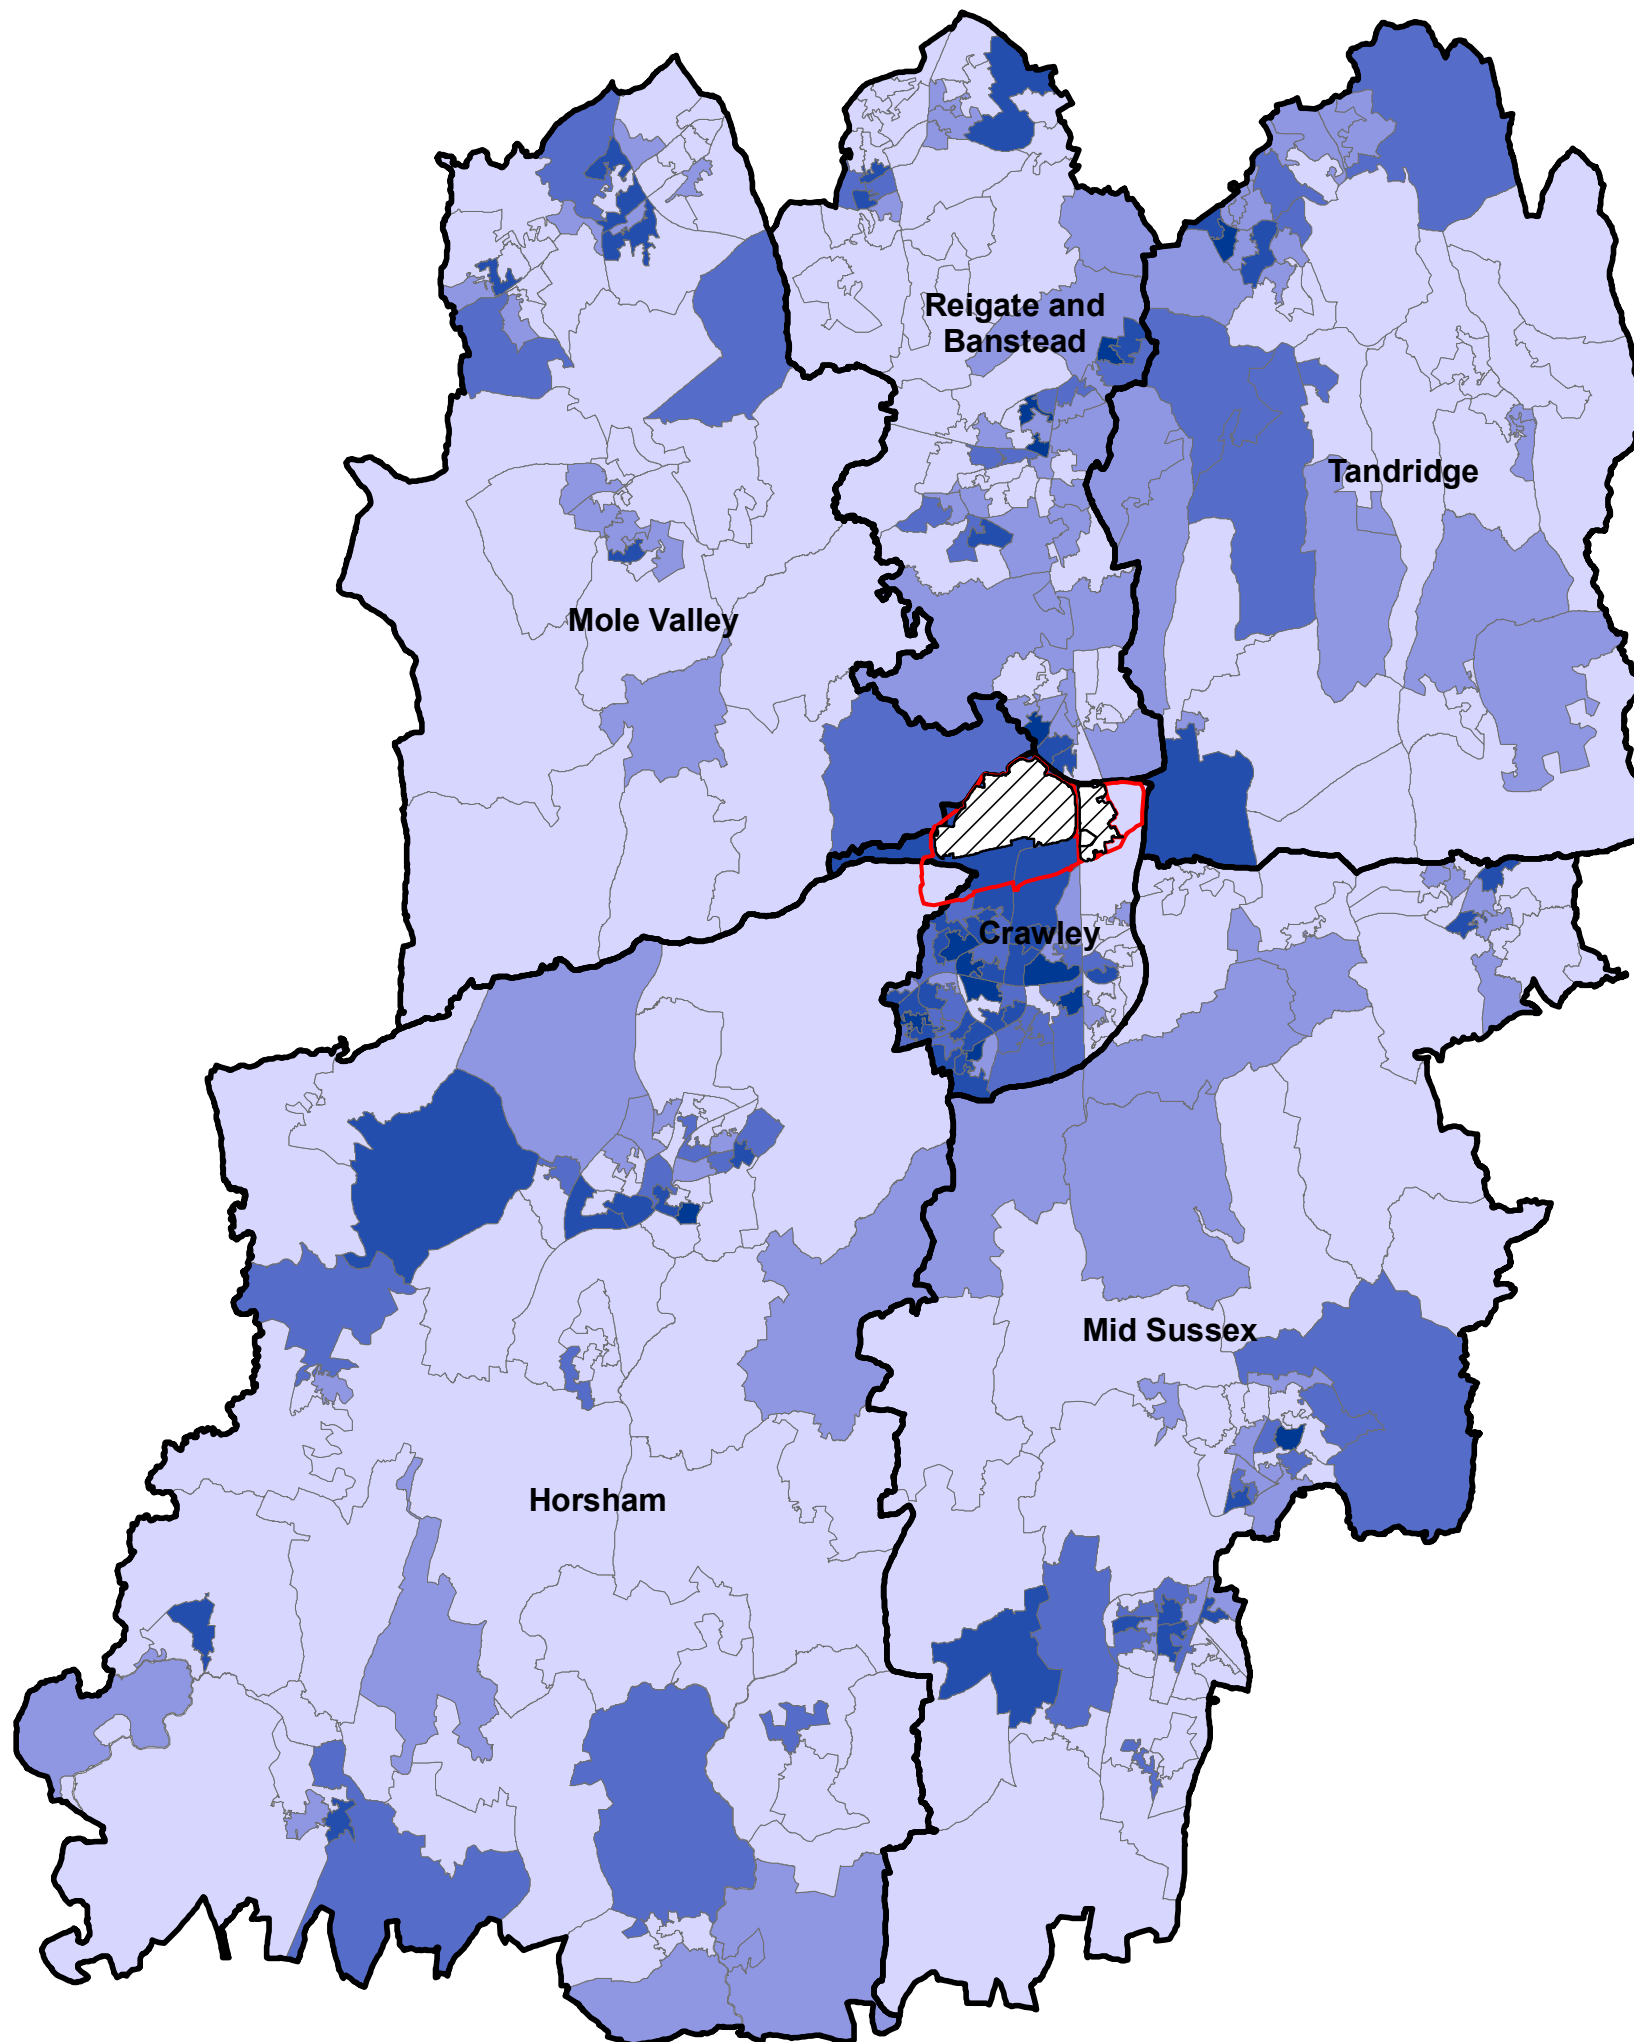 Reigate and
Banstead
Tandridge
Mole Valley
Crawley
Mid Sussex
Horsham